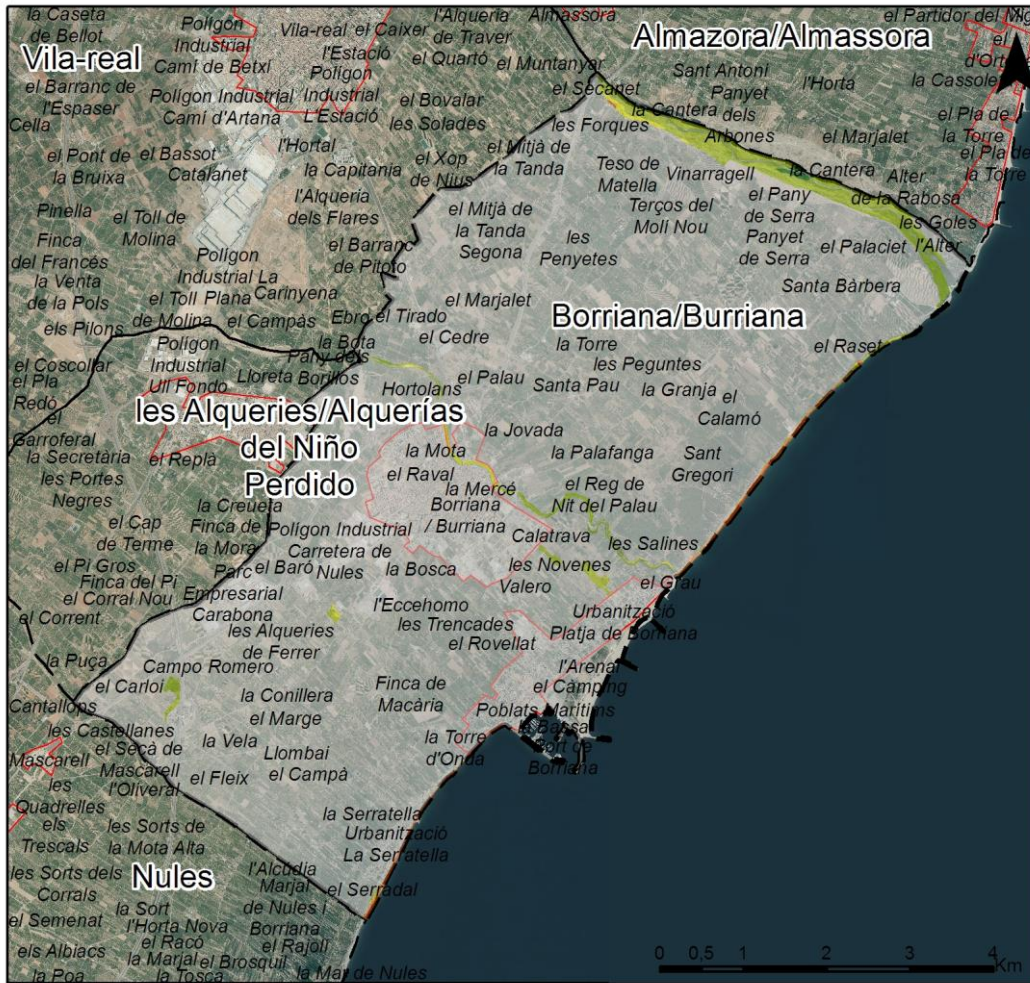 la Caseta
de Bellot
Vila-real
el Barranc de
l'Espaser
Cella
Polígon
Industrial
Camí de Betxí
Polígon Industrial
Camí d'Artana
Vila-real
l'Estació
Polígon
Industrial
L'Estació
el Caixer
l'Alqueria
de Traver
el Quartó
Almassora
el Muntanyar
Almazora/Almassora
el Secanet
Sant Antoni
Panyet
dels
Arbones
l'Horta
la Cantera
el Marjalet
la Cantera
el Pla de
la Torre
el Pla de
la Torre
el Bovalar
les Solades
les Forques
l'Hortal
el Pont de
la Bruixa
el Bassot
Catalanet
la Capitania
el Xop
de Nius
el Mitjà de
la Tanda
Teso de
Matella
Vinarragell
Terços del
Molí Nou
el Pany
de Serra
Panyet
de Serra
Alter
de la Rabosa
les Goles
el Palaciet
l'Alter
l'Alqueria
dels Flares
el Mitjà de
la Tanda
Segona
les
Penyetes
Pinella
el Toll de
Molina
Finca
del Francés
la Venta
de la Pols
els Pilons
Polígon
Industrial La
Plana
el Toll
de Molina
Carinyena
el Campàs
el Barranc
de Pitoto
Santa Bàrbera
el Marjalet
Ebro
el Tirado
el Cedre
Borriana/Burriana
la Torre
les Peguntes
el Raset
la Bota
Pany dels
Borillos
Polígon
Industrial
Ull Fondo
Lloreta
el Coscollar
el Pla
Redó
el
Garroferal
la Secretària
les Portes
Negres
les Alqueries/Alquerías
del Niño
Perdido
el Replà
Hortolans
el Palau
Santa Pau
la Granja
el
Calamó
la Jovada
la Mota
el Raval
la Mercé
la Palafanga
Sant
Gregori
el Reg de
Nit del Palau
la Creueta
Finca de
la Mora
el Cap
de Terme
Borriana
/ Burriana
Calatrava
les Salines
Polígon Industrial
Carretera de
Nules
el Baró
la Bosca
les Novenes
Valero
el Grau
el Pi Gros
Finca del Pi
el Corral Nou
el Corrent
Parc
Empresarial
Carabona
l'Eccehomo
les Trencades
el Rovellat
Urbanització
Platja de Borriana
les Alqueries
de Ferrer
la Puça
Campo Romero
el Carloi
l'Arenal
el Càmping
la Conillera
el Marge
Finca de
Macària
Poblats Marítims
la Bassa
Port de
Borriana
Cantallops
les Castellanes
Mascarell
el Secà de
Mascarell
l'Oliveral
la Vela
Llombai
el Campà
el Fleix
la Torre
d'Onda
les
Quadrelles
els
Trescals
les Sorts de
la Mota Alta
la Serratella
Urbanització
La Serratella
les Sorts dels
Corrals
Nules
l'Alcúdia
Marjal
de Nules i
Borriana
el Serradal
el Semenat
la Sort
l'Horta Nova
el Racó
la Marjal
el Rajolí
els Albiacs
la Poa
la Tosca
el Brosquil
la Mar de Nules
0 0,5 1 2 3 4
Km